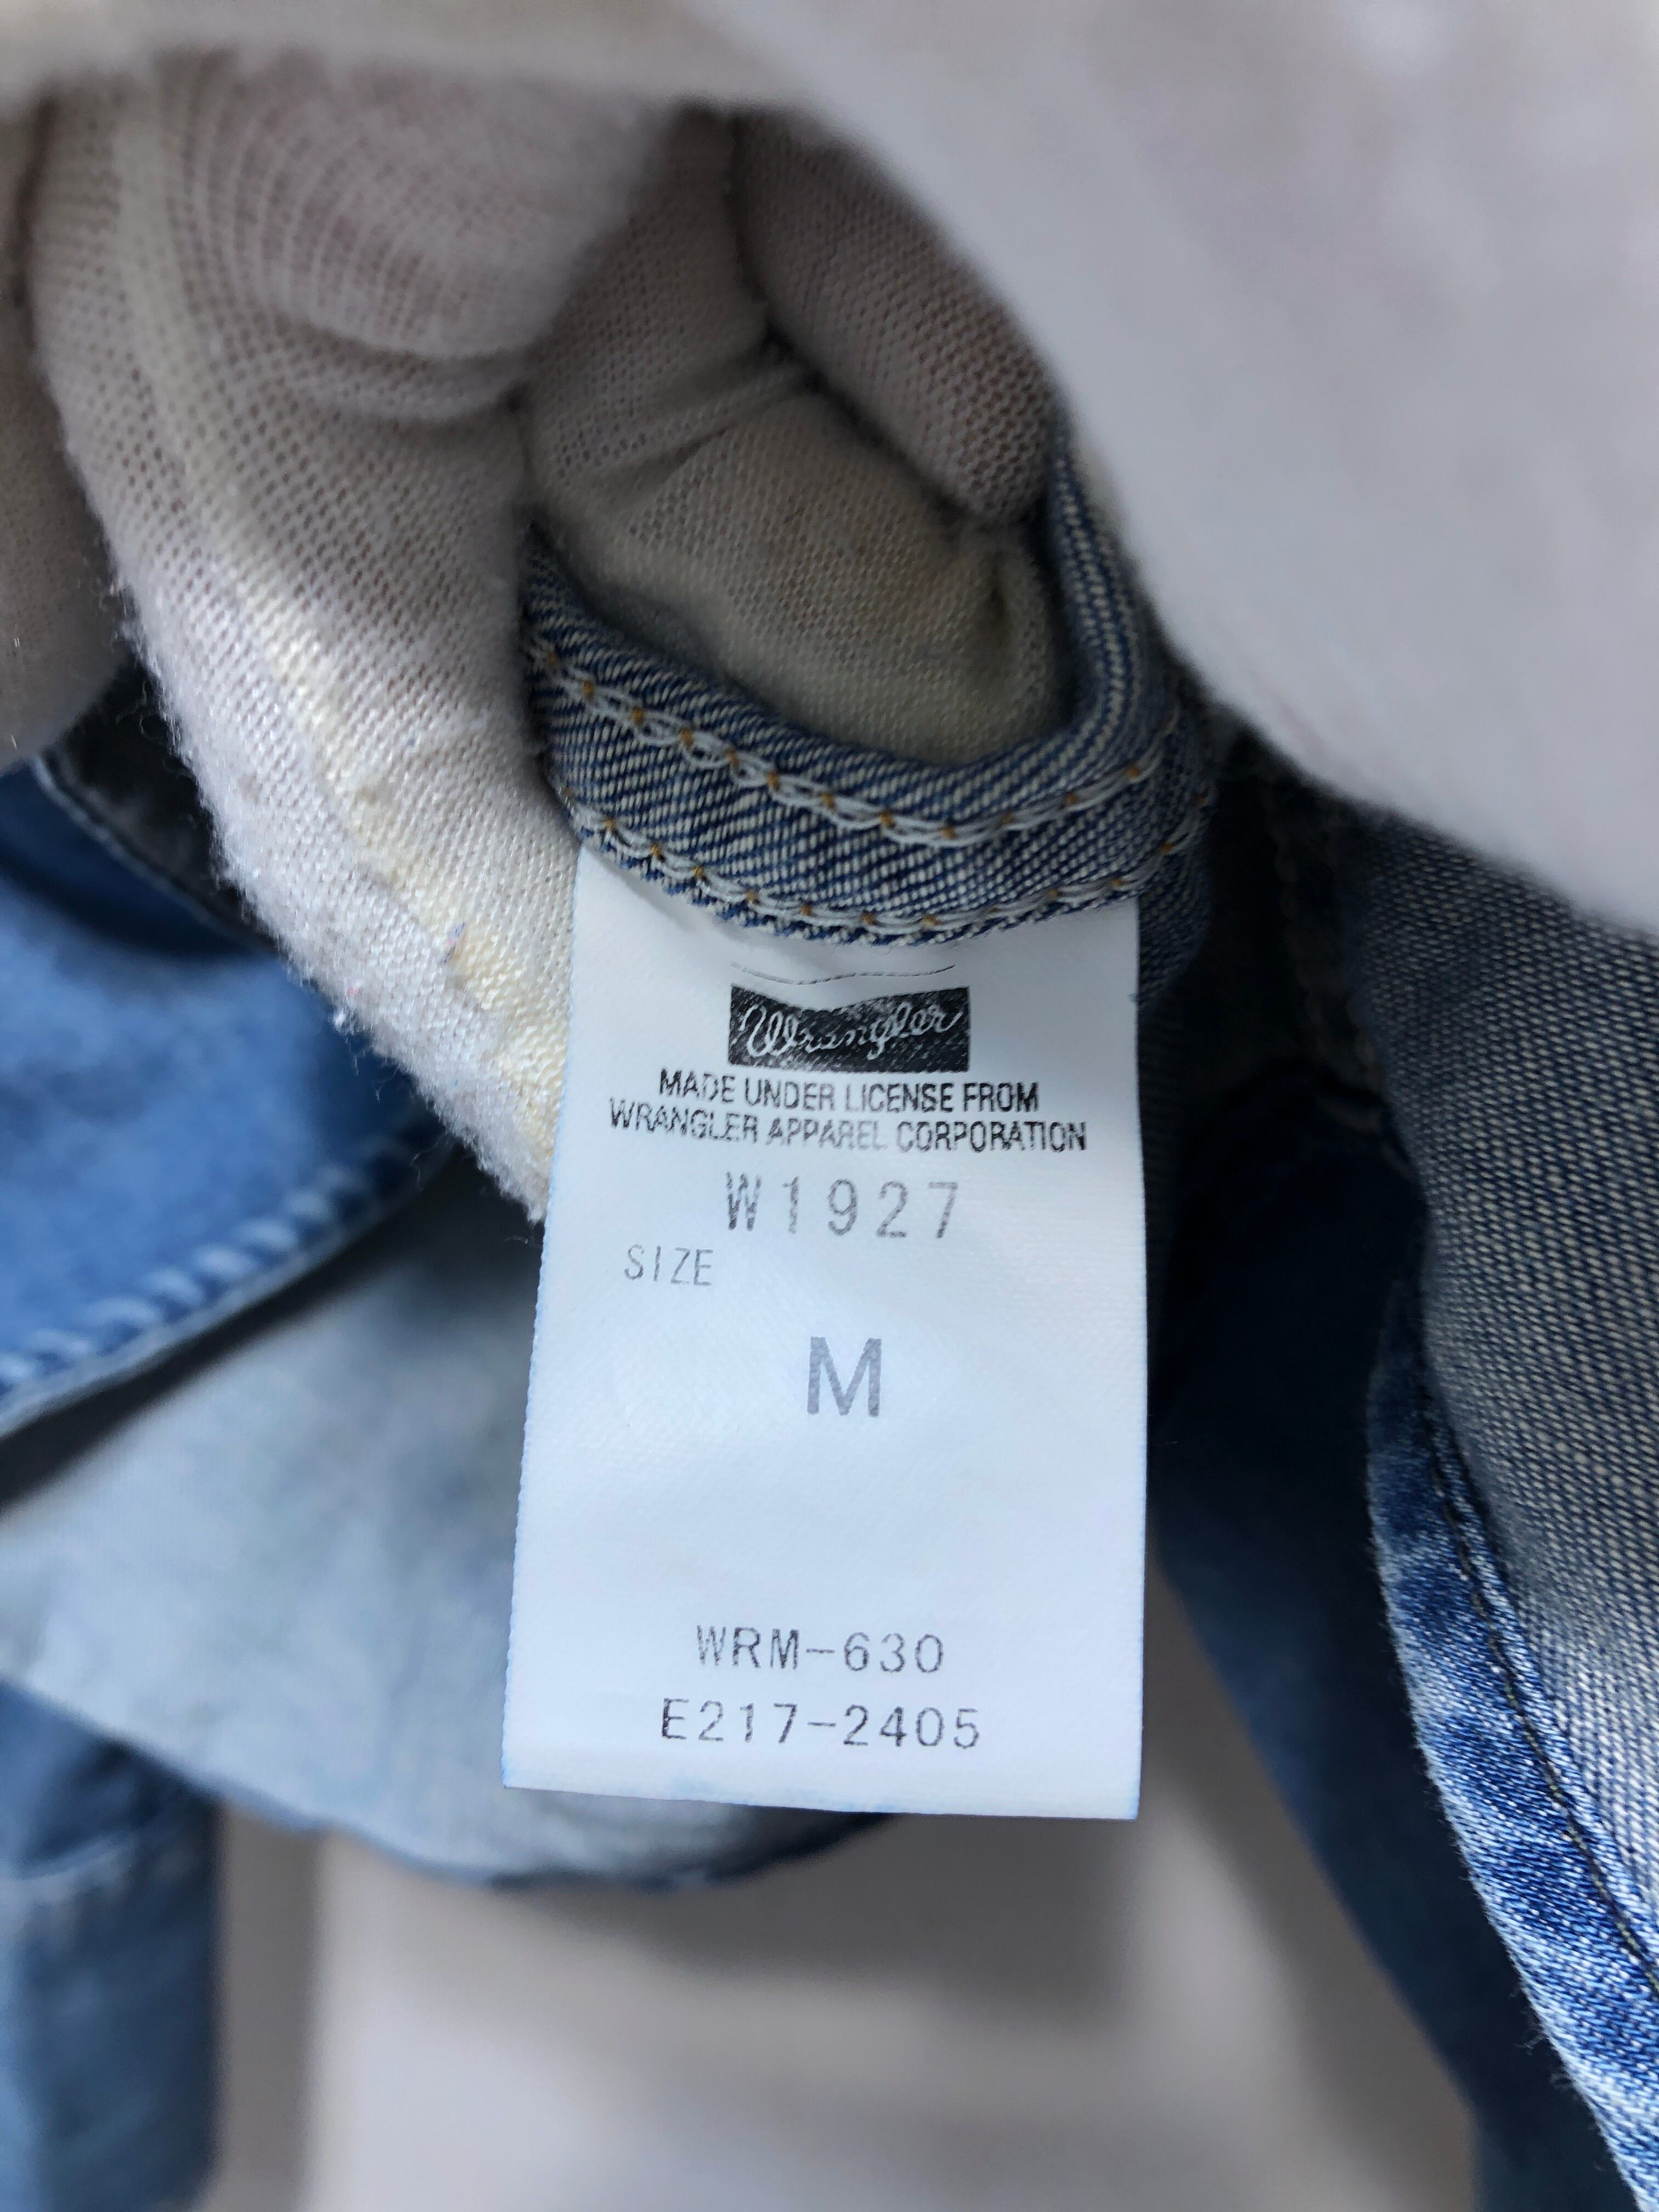 Wrangler
MADE UNDER LICENSE FROM
WRANGLER APPAREL CORPORATION
W1927
SIZE
M
WRM-630
E217-2405